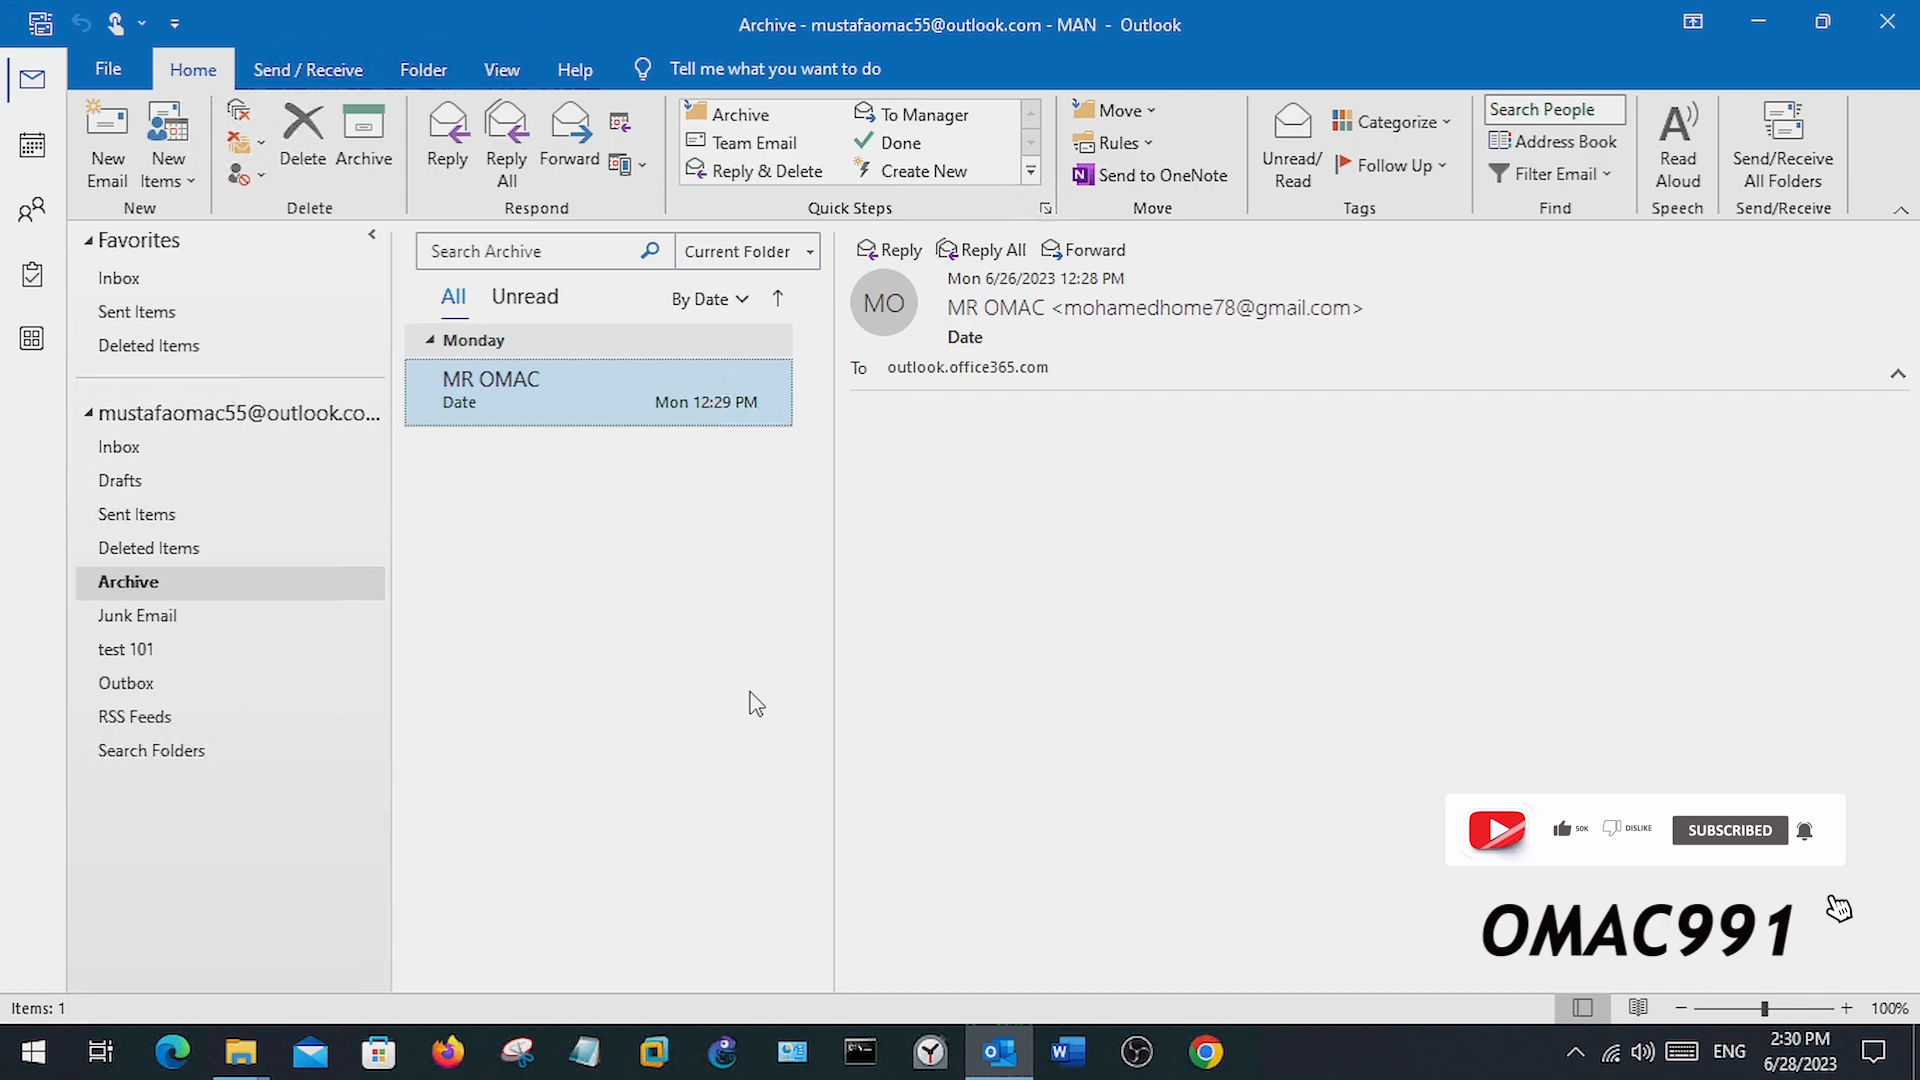 Archive - mustafaomac55@outlook.com - MAN - Outlook
File Home Send / Receive Folder View Help Tell me what you want to do
New Email
New Items
New
Delete
Archive
Delete
Reply
Reply All
Forward
Respond
Archive
Team Email
Reply & Delete
To Manager
Done
Create New
Quick Steps
Move
Rules
Send to OneNote
Move
Unread/ Read
Categorize
Follow Up
Tags
Search People
Address Book
Filter Email
Find
Read Aloud
Speech
Send/Receive All Folders
Send/Receive
Favorites
Inbox
Sent Items
Deleted Items
mustafaomac55@outlook.co...
Inbox
Drafts
Sent Items
Deleted Items
Archive
Junk Email
test 101
Outbox
RSS Feeds
Search Folders
Search Archive
Current Folder
All Unread By Date
Monday
MR OMAC
Date Mon 12:29 PM
Reply Reply All Forward
Mon 6/26/2023 12:28 PM
MO
MR OMAC <mohamedhome78@gmail.com>
Date
To outlook.office365.com
50K DISLIKE SUBSCRIBED
OMAC991
Items: 1
100%
ENG
2:30 PM
6/28/2023